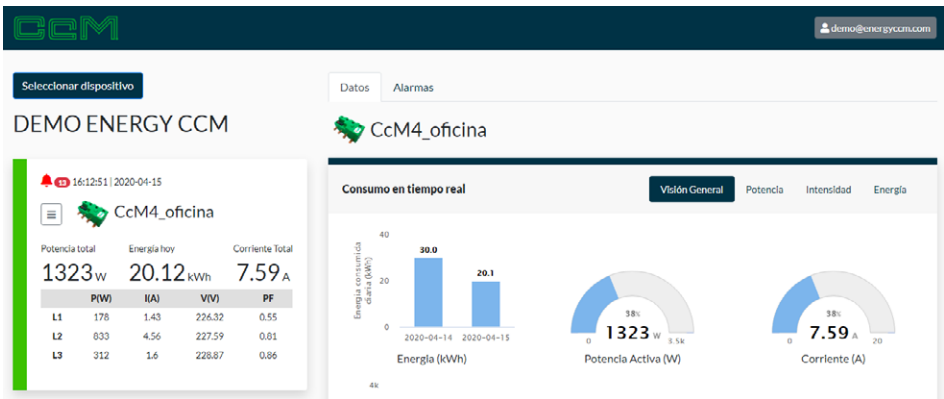 CcM
demo@energyccm.com
Seleccionar dispositivo
DEMO ENERGY CCM
13 16:12:51 | 2020-04-15
CcM4_oficina
Potencia total Energía hoy Corriente Total
1323 W 20.12 kWh 7.59 A
P(W) I(A) V(V) PF
L1 178 1.43 226.32 0.55
L2 833 4.56 227.59 0.81
L3 312 1.6 228.87 0.86
Datos Alarmas
CcM4_oficina
Consumo en tiempo real
Visión General Potencia Intensidad Energía
Energía consumida
diaria (kWh)
40
20
0
30.0
20.1
2020-04-14 2020-04-15
Energía (kWh)
38%
1323 W
0 3.5k
Potencia Activa (W)
38%
7.59 A
0 20
Corriente (A)
4k